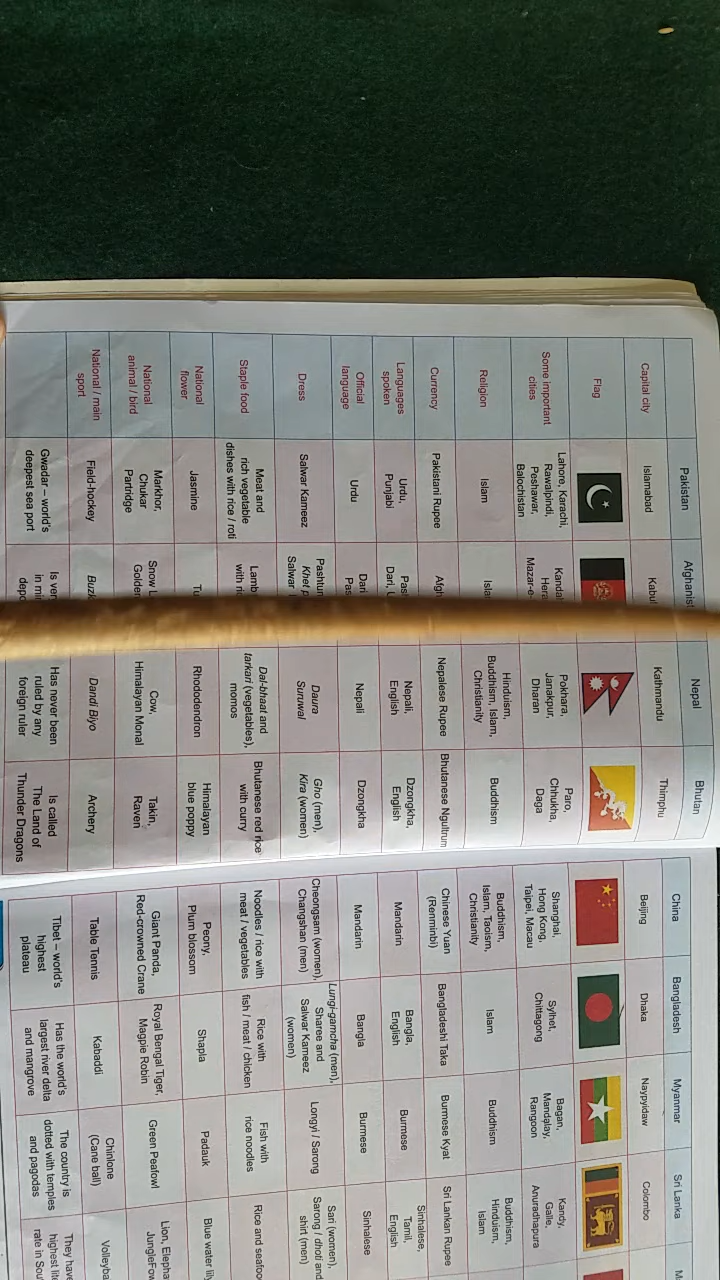 Pakistan
Nepal
Bhutan
China
Bangladesh
Myanmar
Sri Lanka
Capital city
Islamabad
Kabul
Kathmandu
Thimphu
Beijing
Dhaka
Naypyidaw
Colombo
Flag
Some important
cities
Lahore, Karachi,
Rawalpindi,
Peshawar,
Balochistan
Pokhara,
Janakpur,
Dharan
Paro,
Chhukha,
Daga
Shanghai,
Hong Kong,
Taipei, Macau
Sylhet,
Chittagong
Bagan,
Mandalay,
Rangoon
Kandy,
Galle,
Anuradhapura
Religion
Islam
Hinduism,
Buddhism, Islam,
Christianity
Buddhism
Buddhism,
Islam, Taoism,
Christianity
Islam
Buddhism
Buddhism,
Hinduism,
Islam
Currency
Pakistani Rupee
Nepalese Rupee
Bhutanese Ngultrum
Chinese Yuan
(Renminbi)
Bangladeshi Taka
Burmese Kyat
Sri Lankan Rupee
Languages
spoken
Urdu,
Punjabi
Dari,
Nepali,
English
Dzongkha,
English
Mandarin
Bangla,
English
Burmese
Sinhalese,
Tamil,
English
Official
language
Urdu
Dari
Nepali
Dzongkha
Mandarin
Bangla
Burmese
Sinhalese
Dress
Salwar Kameez
Khet
Salwar
Daura
Suruwal
Gho (men),
Kira (women)
Cheongsam (women),
Changshan (men)
Lungi-gamcha (men),
Sharee and
Salwar Kameez
(women)
Longyi / Sarong
Sari (women),
Sarong / dhoti and
shirt (men)
Staple food
Meat and
rich vegetable
dishes with rice / roti
Lamb
with
Dal-bhaat and
tarkari (vegetables),
momos
Bhutanese red rice
with curry
Noodles / rice with
meat / vegetables
Rice with
fish / meat / chicken
Fish with
rice noodles
Rice and
National
flower
Jasmine
Rhododendron
Himalayan
blue poppy
Peony,
Plum blossom
Shapla
Padauk
Blue water
National
animal / bird
Markhor,
Chukar
Partridge
Snow
Golden
Cow,
Himalayan Monal
Takin,
Raven
Giant Panda,
Red-crowned Crane
Royal Bengal Tiger,
Magpie Robin
Green Peafowl
Lion,
National / main
sport
Field-hockey
Dandi Biyo
Archery
Table Tennis
Kabaddi
Chinlone
(Cane ball)
Gwadar – world's
deepest sea port
Is
in
Has never been
ruled by any
foreign ruler
Is called
The Land of
Thunder Dragons
Tibet – world's
highest
plateau
Has the world's
largest river delta
and mangrove
The country is
dotted with temples
and pagodas
They
highest
rate in